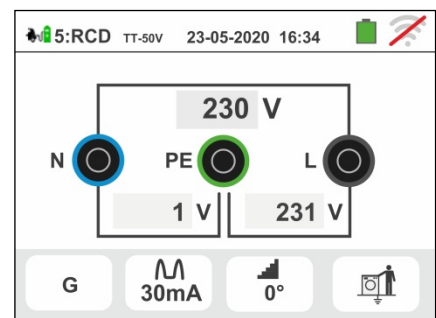 5:RCD TT-50V 23-05-2020 16:34
230 V
N PE L
1 V 231 V
G 30mA 0°